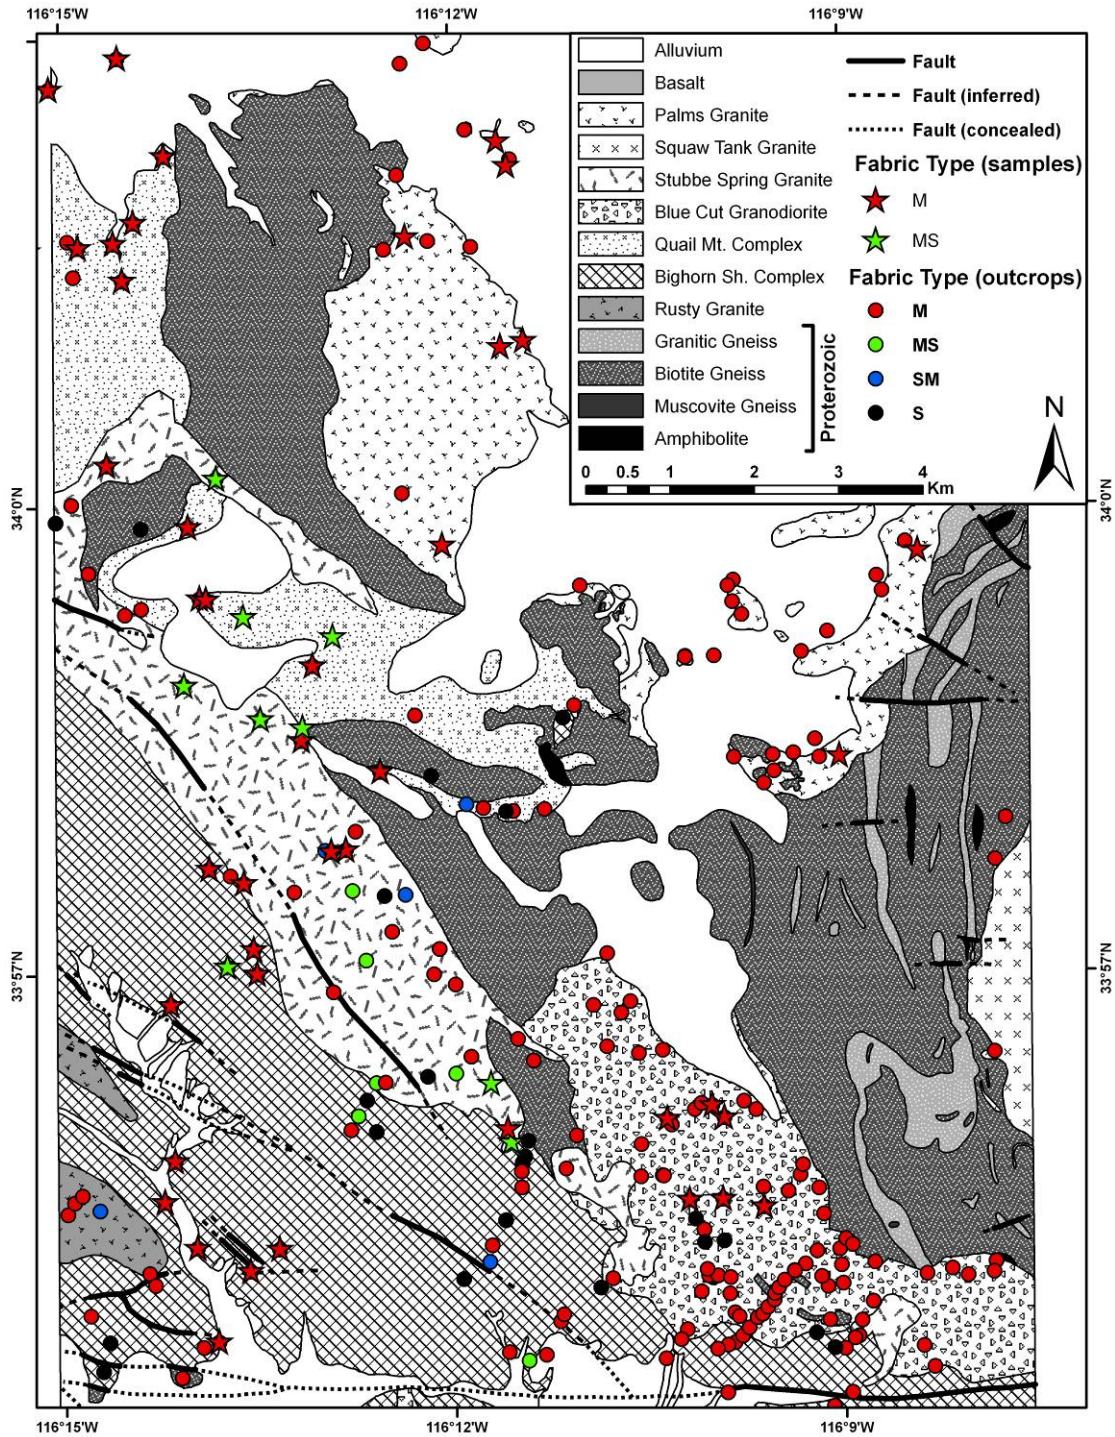 116°15'W 116°12'W 116°9'W
Alluvium
Basalt
Palms Granite
Squaw Tank Granite
Stubbe Spring Granite
Blue Cut Granodiorite
Quail Mt. Complex
Bighorn Sh. Complex
Rusty Granite
Granitic Gneiss
Biotite Gneiss
Muscovite Gneiss
Amphibolite
Proterozoic
Fault
Fault (inferred)
Fault (concealed)
Fabric Type (samples)
M
MS
Fabric Type (outcrops)
M
MS
SM
S
N
0 0.5 1 2 3 4
Km
34°0'N
34°0'N
33°57'N
33°57'N
116°15'W 116°12'W 116°9'W